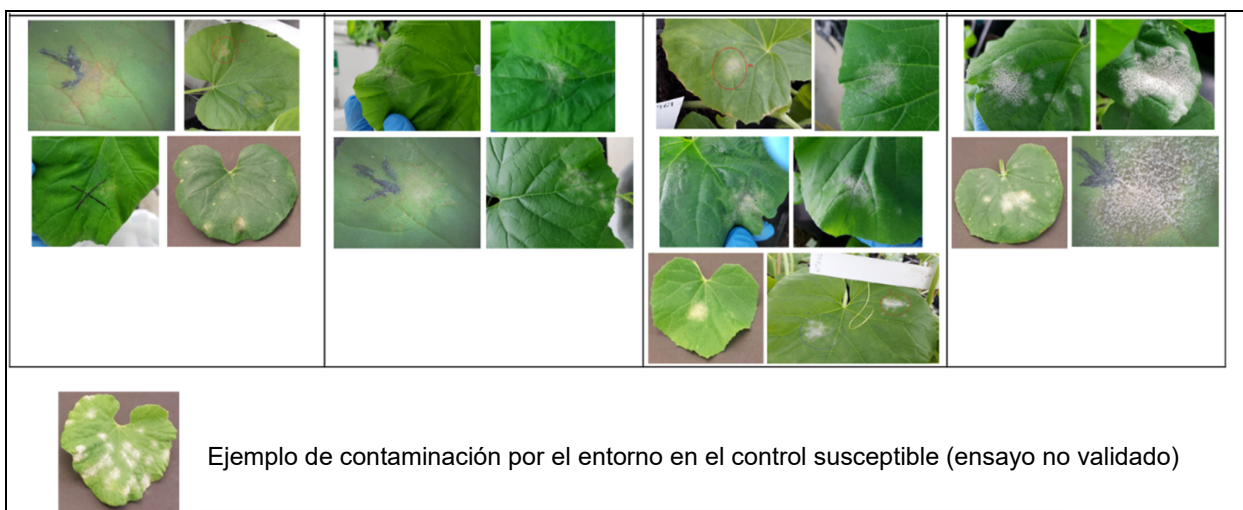 Ejemplo de contaminación por el entorno en el control susceptible (ensayo no validado)